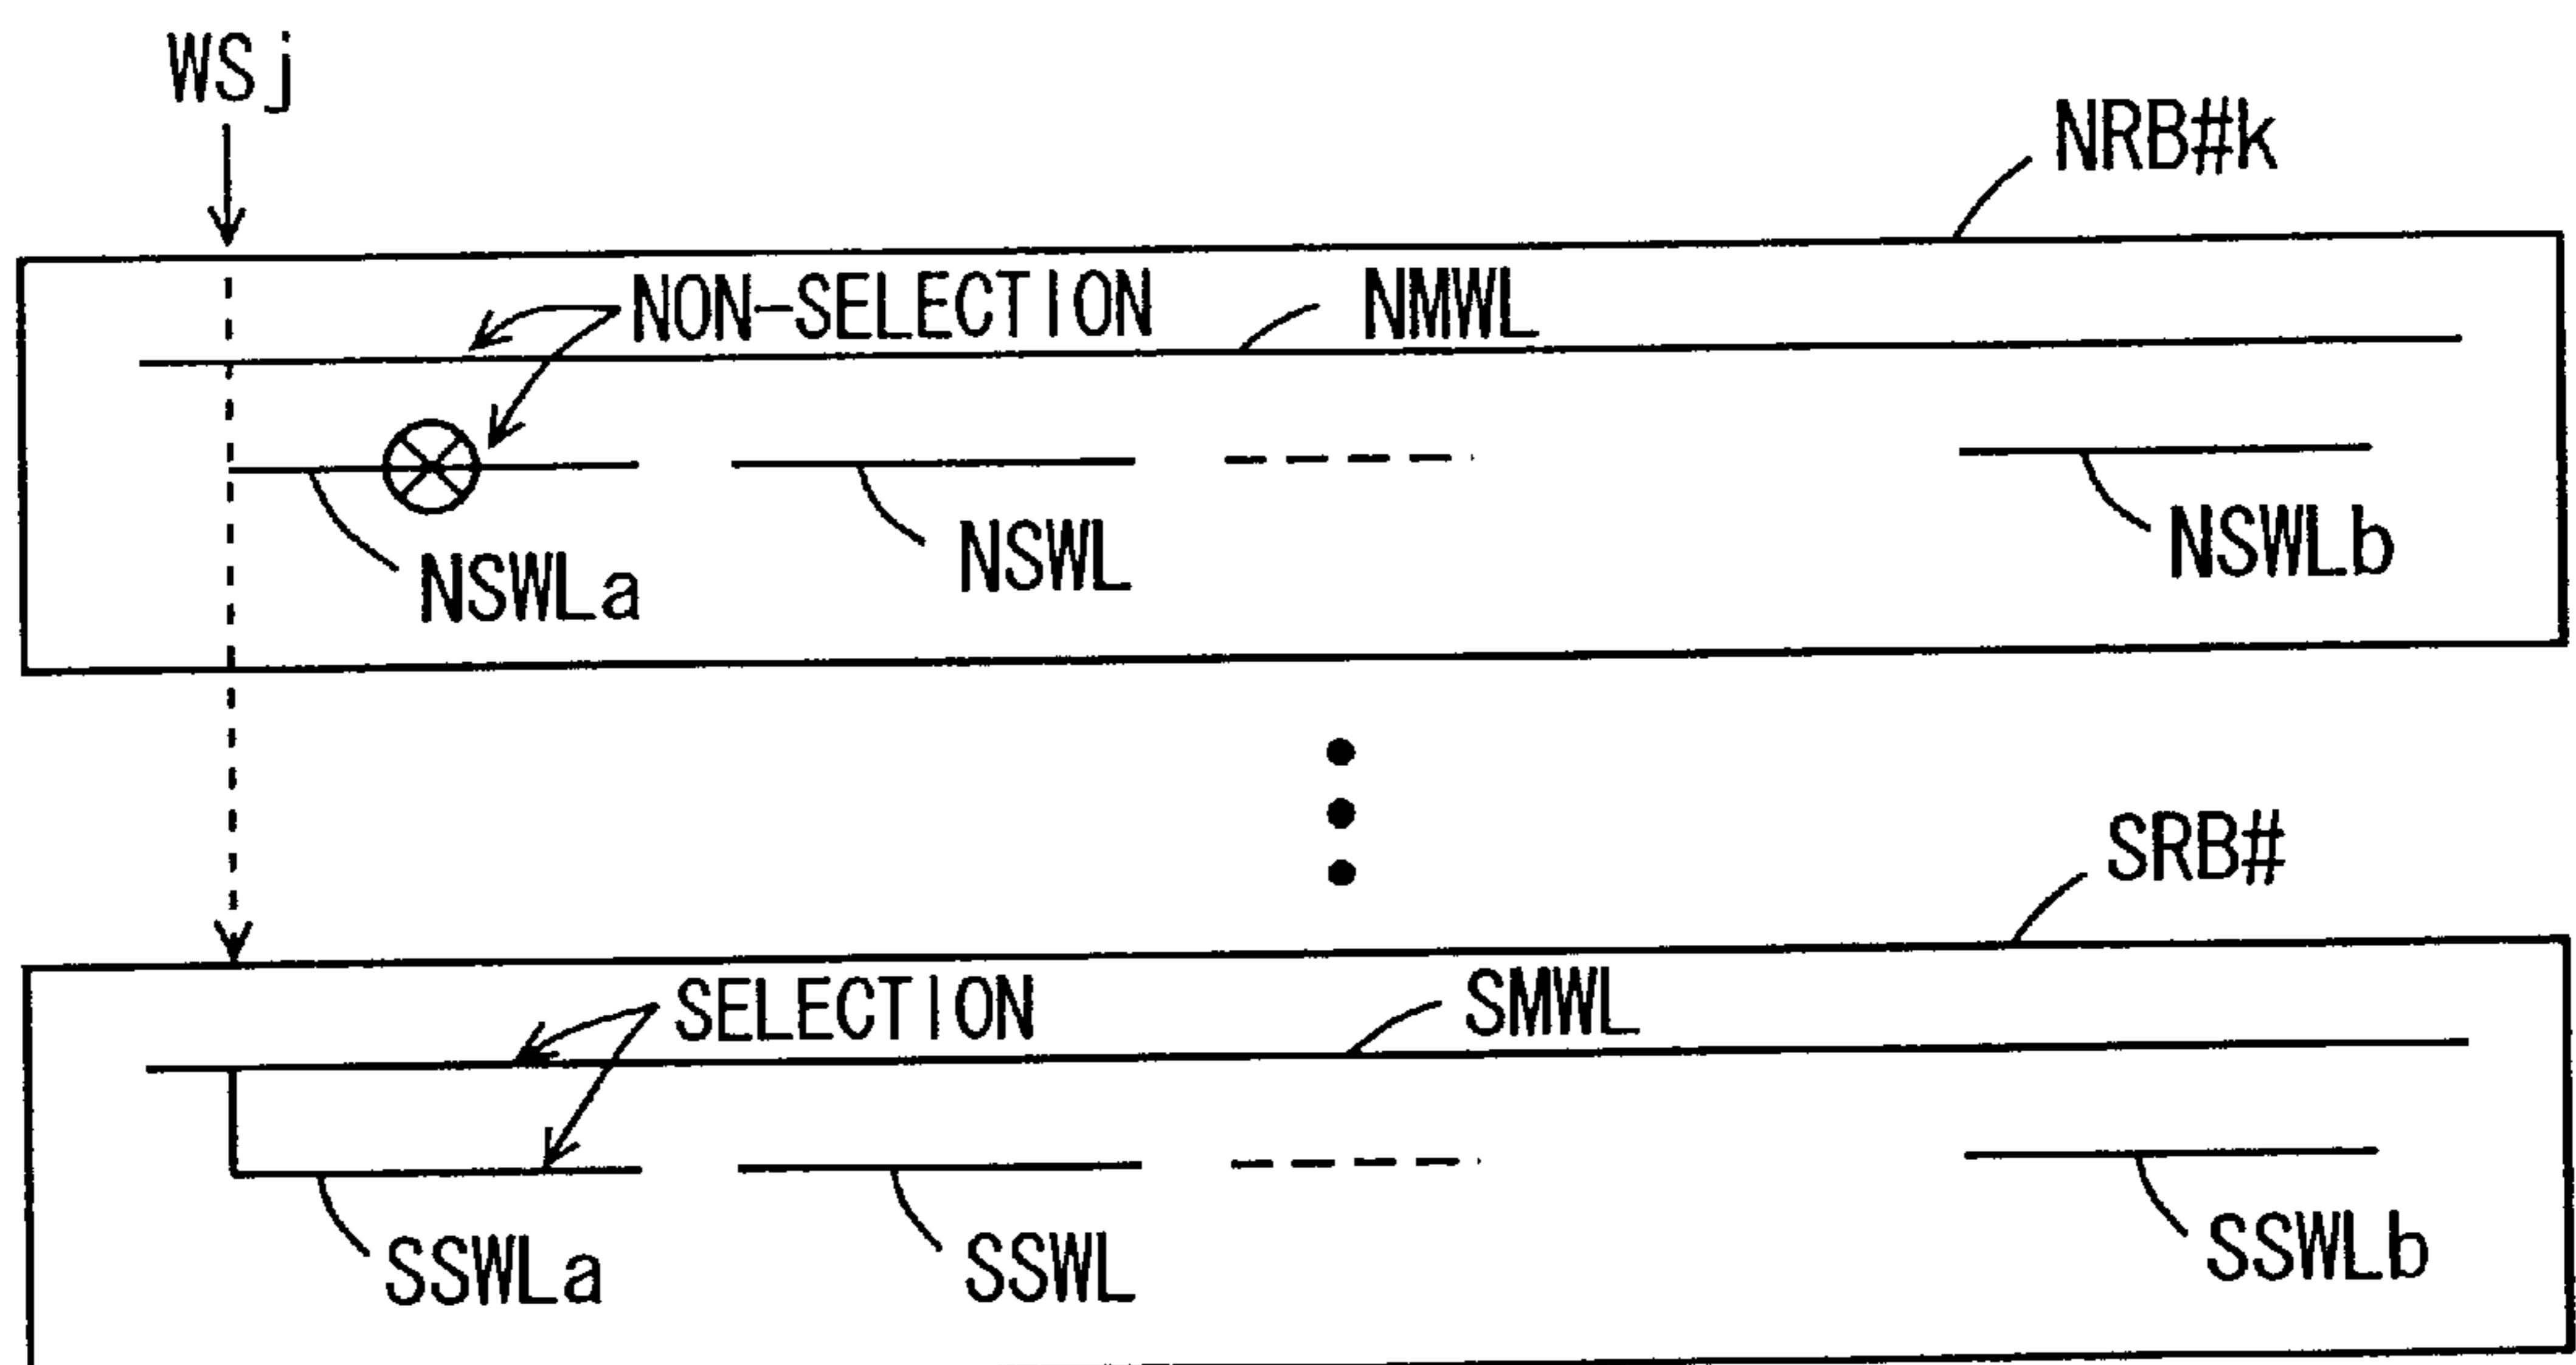 WSj
NRB#k
NON-SELECTION
NMWL
NSWLa
NSWL
NSWLb
SRB#
SELECTION
SMWL
SSWLa
SSWL
SSWLb